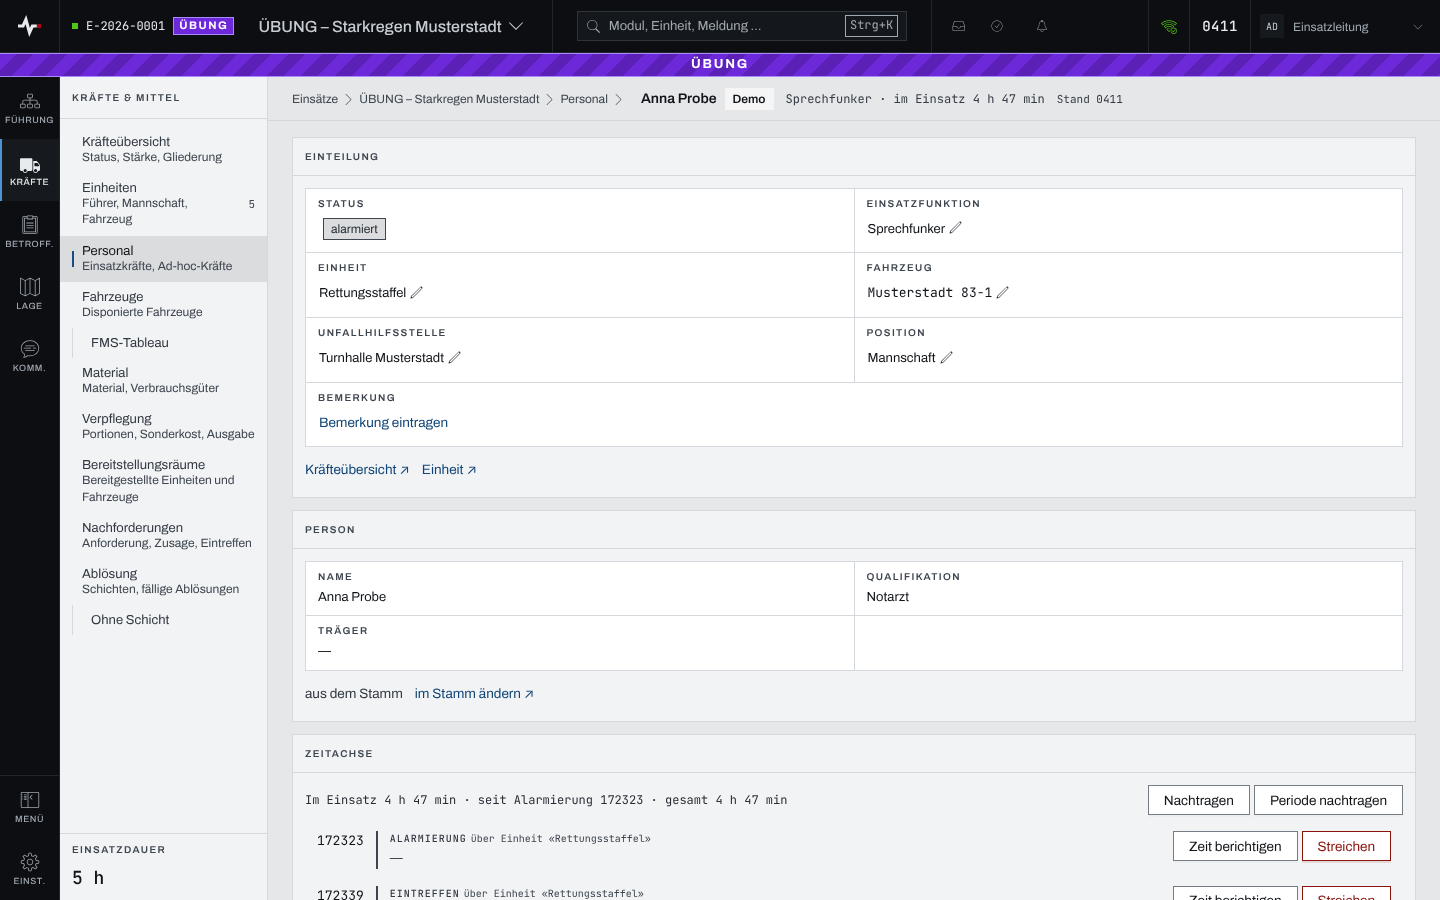 E-2026-0001 ÜBUNG ÜBUNG – Starkregen Musterstadt Modul, Einheit, Meldung ... Strg+K 0411 AD Einsatzleitung
ÜBUNG
FÜHRUNG
KRÄFTE
BETROFF.
LAGE
KOMM.
MENÜ
EINST.
KRÄFTE & MITTEL
Kräfteübersicht
Status, Stärke, Gliederung
Einheiten
Führer, Mannschaft, Fahrzeug 5
Personal
Einsatzkräfte, Ad-hoc-Kräfte
Fahrzeuge
Disponierte Fahrzeuge
FMS-Tableau
Material
Material, Verbrauchsgüter
Verpflegung
Portionen, Sonderkost, Ausgabe
Bereitstellungsräume
Bereitgestellte Einheiten und
Fahrzeuge
Nachforderungen
Anforderung, Zusage, Eintreffen
Ablösung
Schichten, fällige Ablösungen
Ohne Schicht
EINSATZDAUER
5 h
Einsätze ÜBUNG – Starkregen Musterstadt Personal Anna Probe Demo Sprechfunker · im Einsatz 4 h 47 min Stand 0411
EINTEILUNG
STATUS
alarmiert
EINSATZFUNKTION
Sprechfunker
EINHEIT
Rettungsstaffel
FAHRZEUG
Musterstadt 83-1
UNFALLHILFSSTELLE
Turnhalle Musterstadt
POSITION
Mannschaft
BEMERKUNG
Bemerkung eintragen
Kräfteübersicht ↗ Einheit ↗
PERSON
NAME
Anna Probe
QUALIFIKATION
Notarzt
TRÄGER
—
aus dem Stamm im Stamm ändern ↗
ZEITACHSE
Im Einsatz 4 h 47 min · seit Alarmierung 172323 · gesamt 4 h 47 min Nachtragen Periode nachtragen
172323 ALARMIERUNG über Einheit «Rettungsstaffel» Zeit berichtigen Streichen
—
172339 EINTREFFEN über Einheit «Rettungsstaffel» Zeit berichtigen Streichen